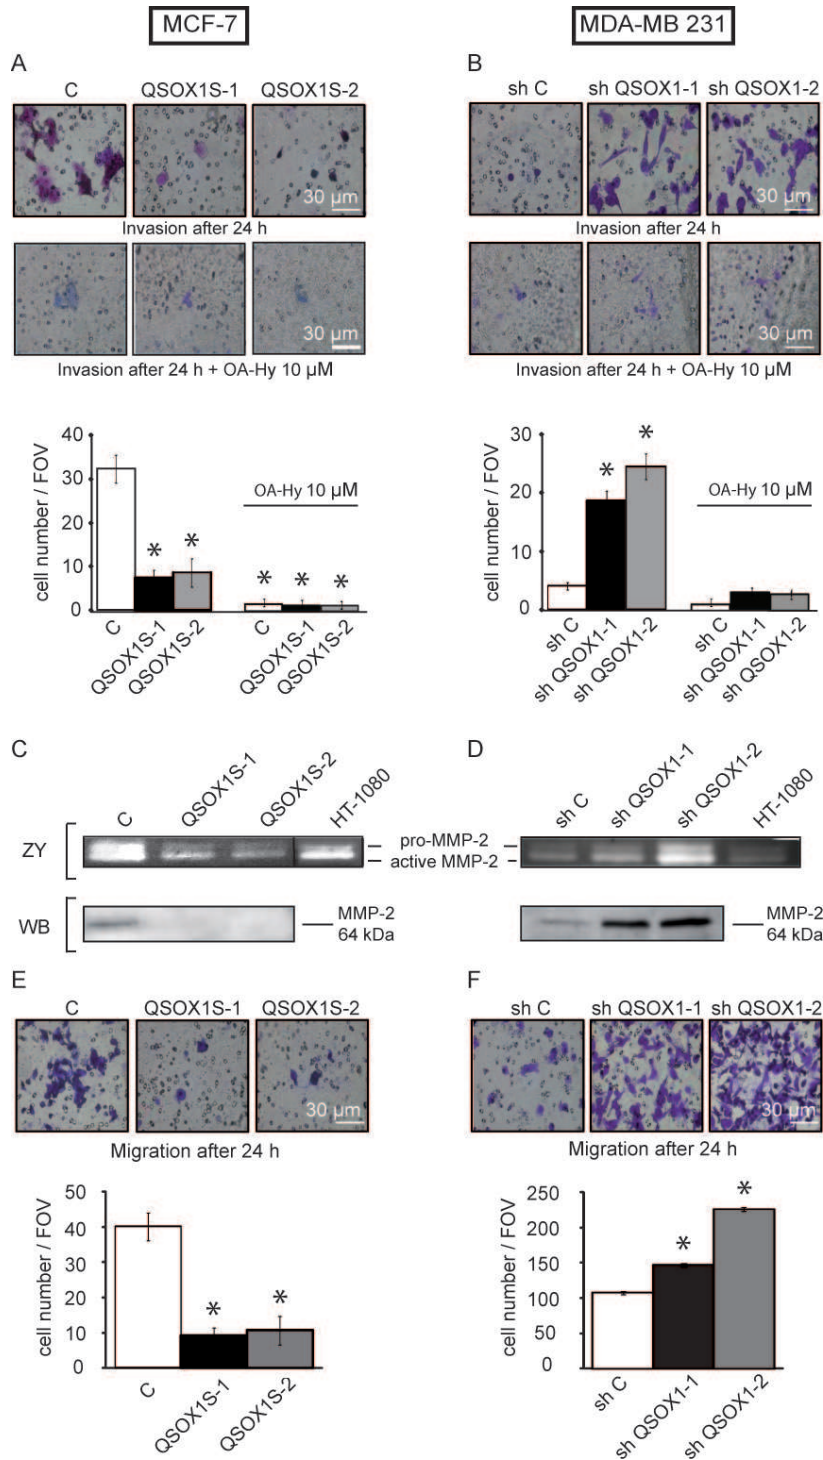 MCF-7
MDA-MB 231
A
C QSOX1S-1 QSOX1S-2
30 µm
Invasion after 24 h
30 µm
Invasion after 24 h + OA-Hy 10 µM
cell number / FOV
40
30
20
10
0
OA-Hy 10 µM
* * * * *
C
QSOX1S-1
QSOX1S-2
C
QSOX1S-1
QSOX1S-2
B
sh C sh QSOX1-1 sh QSOX1-2
30 µm
Invasion after 24 h
30 µm
Invasion after 24 h + OA-Hy 10 µM
cell number / FOV
30
20
10
0
OA-Hy 10 µM
* *
sh C
sh QSOX1-1
sh QSOX1-2
sh C
sh QSOX1-1
sh QSOX1-2
C
C
QSOX1S-1
QSOX1S-2
HT-1080
ZY
pro-MMP-2
active MMP-2
WB
MMP-2
64 kDa
D
sh C
sh QSOX1-1
sh QSOX1-2
HT-1080
MMP-2
64 kDa
E
C QSOX1S-1 QSOX1S-2
30 µm
Migration after 24 h
cell number / FOV
50
40
30
20
10
0
* *
C
QSOX1S-1
QSOX1S-2
F
sh C sh QSOX1-1 sh QSOX1-2
30 µm
Migration after 24 h
cell number / FOV
250
200
150
100
50
0
* *
sh C
sh QSOX1-1
sh QSOX1-2